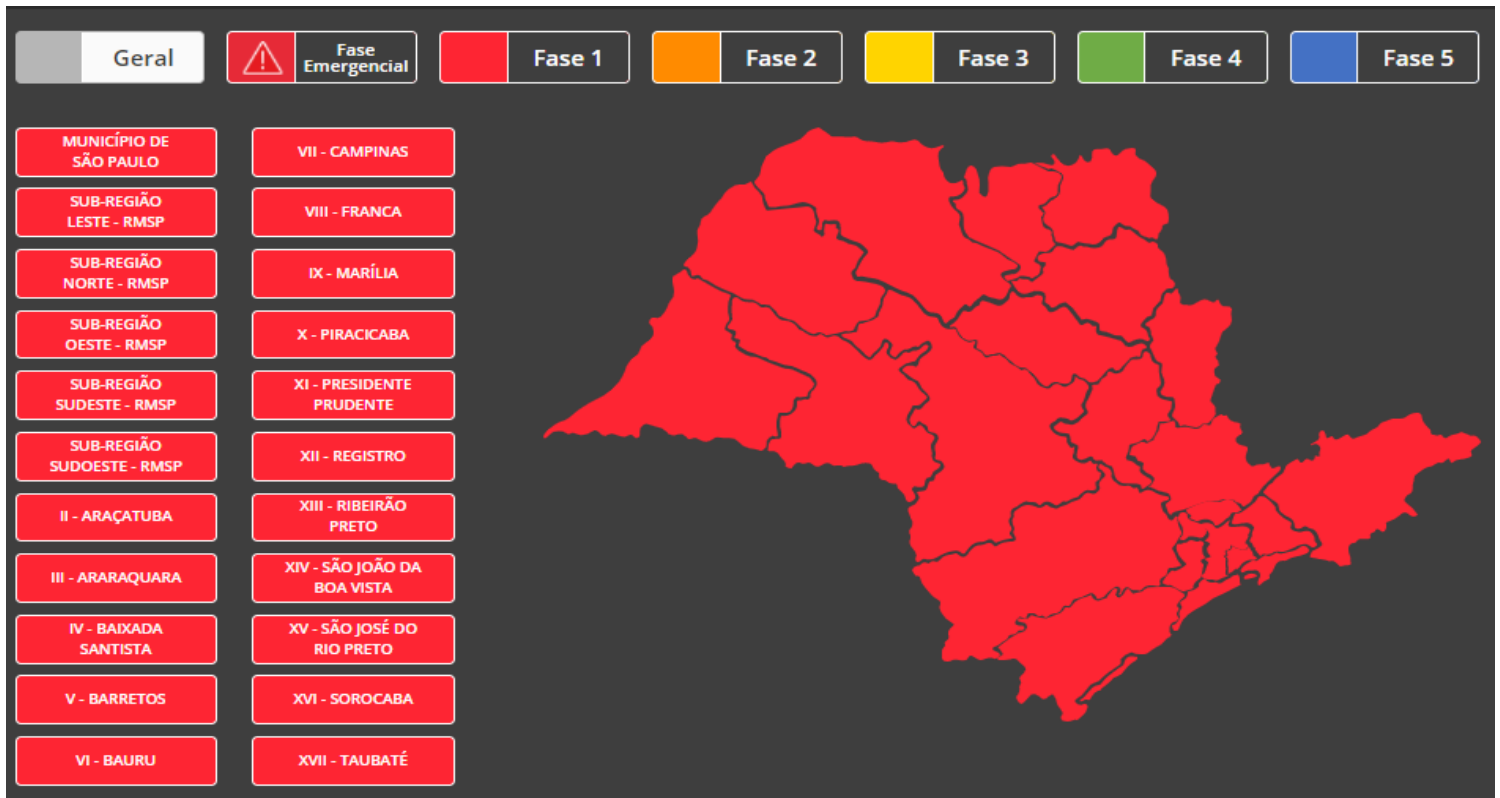 Geral
Fase
Emergencial
Fase 1
Fase 2
Fase 3
Fase 4
Fase 5
MUNICÍPIO DE
SÃO PAULO
SUB-REGIÃO
LESTE - RMSP
SUB-REGIÃO
NORTE - RMSP
SUB-REGIÃO
OESTE - RMSP
SUB-REGIÃO
SUDESTE - RMSP
SUB-REGIÃO
SUDOESTE - RMSP
II - ARAÇATUBA
III - ARARAQUARA
IV - BAIXADA
SANTISTA
V - BARRETOS
VI - BAURU
VII - CAMPINAS
VIII - FRANCA
IX - MARÍLIA
X - PIRACICABA
XI - PRESIDENTE
PRUDENTE
XII - REGISTRO
XIII - RIBEIRÃO
PRETO
XIV - SÃO JOÃO DA
BOA VISTA
XV - SÃO JOSÉ DO
RIO PRETO
XVI - SOROCABA
XVII - TAUBATÉ